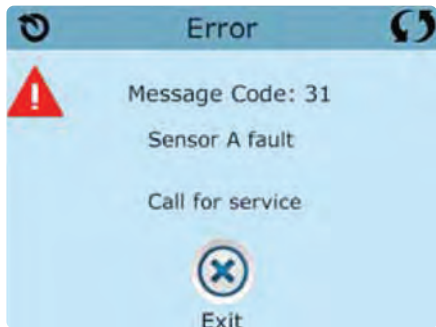 Error
Message Code: 31
Sensor A fault
Call for service
Exit